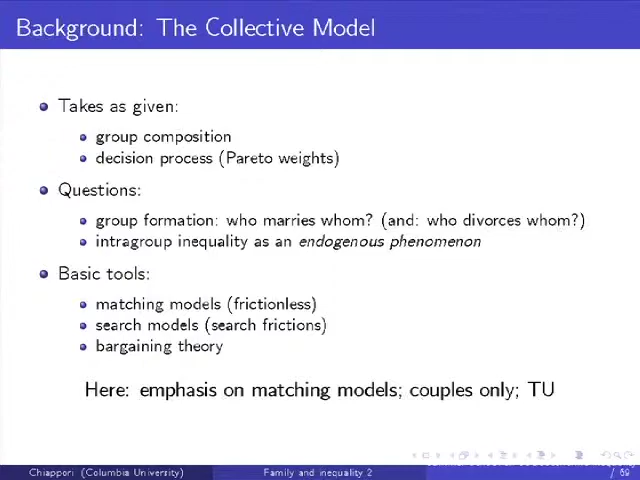 Background: The Collective Model
Takes as given:
group composition
decision process (Pareto weights)
Questions:
group formation: who marries whom? (and: who divorces whom?)
intragroup inequality as an endogenous phenomenon
Basic tools:
matching models (frictionless)
search models (search frictions)
bargaining theory
Here: emphasis on matching models; couples only; TU
Chiappori (Columbia University)
Family and inequality 2
/ 69